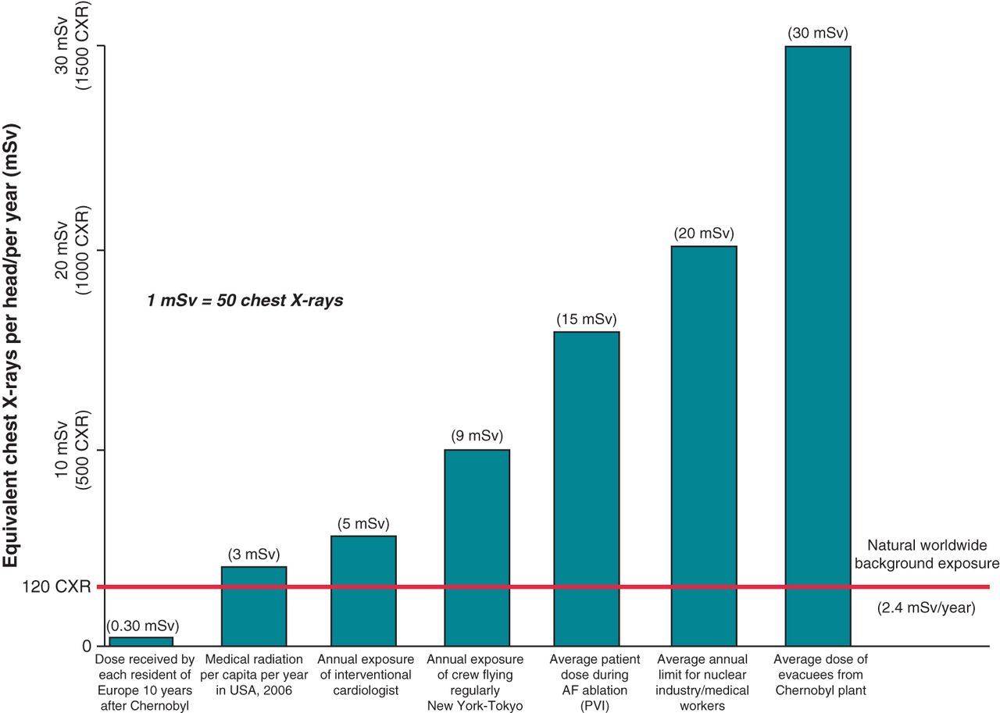 Equivalent chest X-rays per head/per year (mSv)
30 mSv
(1500 CXR)
20 mSv
(1000 CXR)
10 mSv
(500 CXR)
120 CXR
0
1 mSv = 50 chest X-rays
(0.30 mSv)
(3 mSv)
(5 mSv)
(9 mSv)
(15 mSv)
(20 mSv)
(30 mSv)
Natural worldwide
background exposure
(2.4 mSv/year)
Dose received by
each resident of
Europe 10 years
after Chernobyl
Medical radiation
per capita per year
in USA, 2006
Annual exposure
of interventional
cardiologist
Annual exposure
of crew flying
regularly
New York-Tokyo
Average patient
dose during
AF ablation
(PVI)
Average annual
limit for nuclear
industry/medical
workers
Average dose of
evacuees from
Chernobyl plant